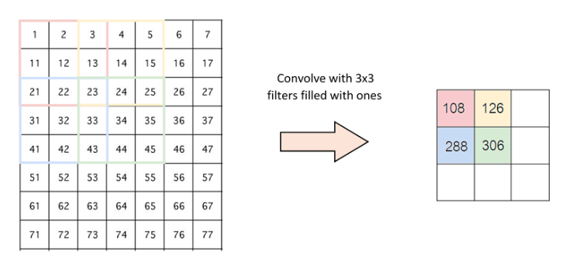 1 2 3 4 5 6 7
11 12 13 14 15 16 17
21 22 23 24 25 26 27
31 32 33 34 35 36 37
41 42 43 44 45 46 47
51 52 53 54 55 56 57
61 62 63 64 65 66 67
71 72 73 74 75 76 77
Convolve with 3x3
filters filled with ones
108 126
288 306